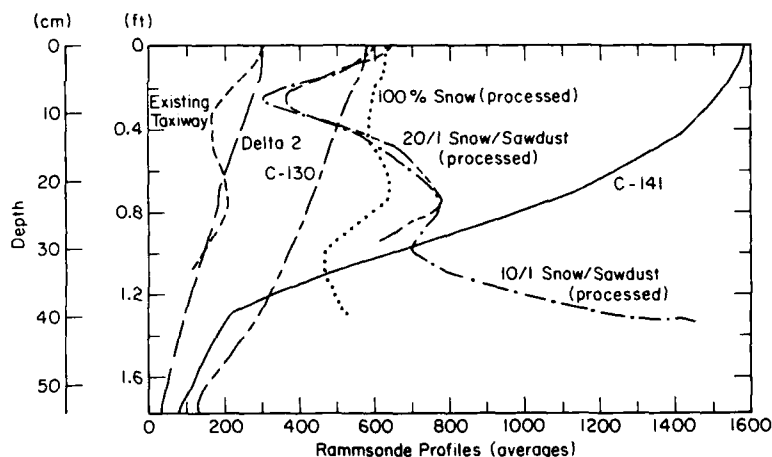 (cm) (ft)
0 0
Existing
Taxiway
100% Snow (processed)
10
0.4
Delta 2
20/1 Snow/Sawdust
(processed)
C-130
C-141
20
0.8
Depth
30
10/1 Snow/Sawdust
(processed)
1.2
40
1.6
50
0 200 400 600 800 1000 1200 1400 1600
Rammsonde Profiles (averages)